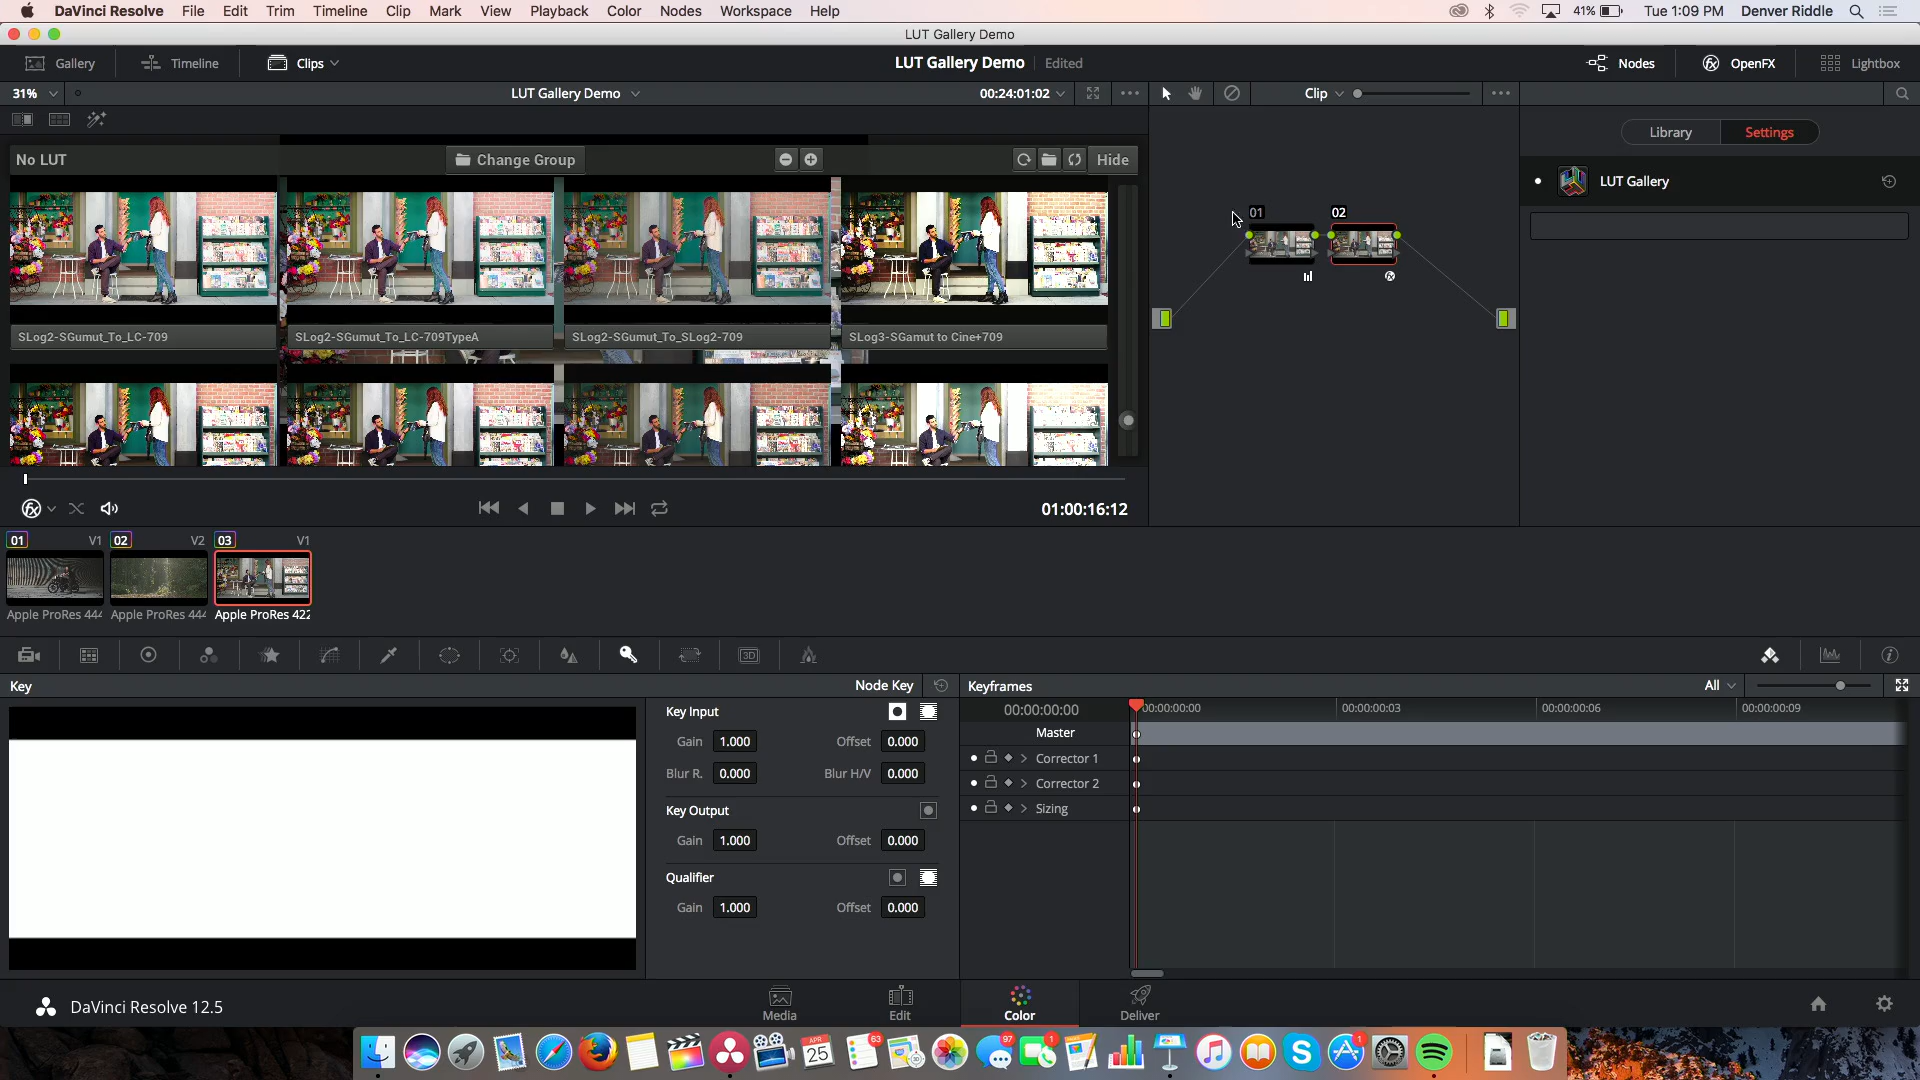 DaVinci Resolve File Edit Trim Timeline Clip Mark View Playback Color Nodes Workspace Help 41% Tue 1:09 PM Denver Riddle
LUT Gallery Demo
Gallery Timeline Clips LUT Gallery Demo Edited Nodes OpenFX Lightbox
31% LUT Gallery Demo 00:24:01:02 Clip
Library Settings
No LUT Change Group Hide
LUT Gallery
01 02
SLog2-SGumut_To_LC-709 SLog2-SGumut_To_LC-709TypeA SLog2-SGumut_To_SLog2-709 SLog3-SGamut to Cine+709
01:00:16:12
01 V1 02 V2 03 V1
Apple ProRes 444 Apple ProRes 444 Apple ProRes 422
3D
Key Node Key Keyframes All
Key Input 00:00:00:00 00:00:00:00 00:00:00:03 00:00:00:06 00:00:00:09
Gain 1.000 Offset 0.000 Master
Blur R. 0.000 Blur H/V 0.000 Corrector 1
Corrector 2
Key Output Sizing
Gain 1.000 Offset 0.000
Qualifier
Gain 1.000 Offset 0.000
DaVinci Resolve 12.5 Media Edit Color Deliver
APR 25 63 97 1 1